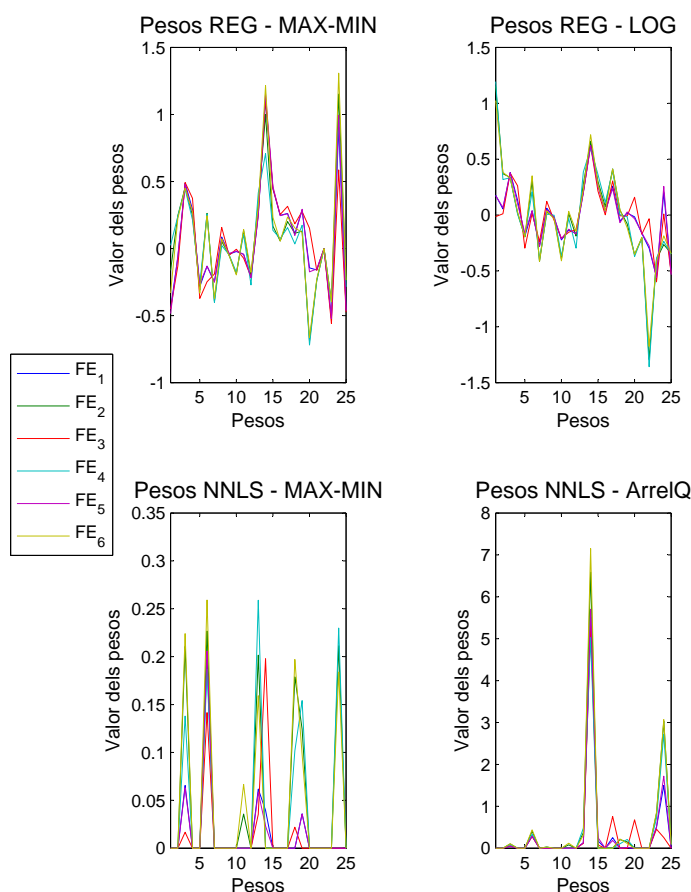 Pesos REG - MAX-MIN
1.5
1
0.5
0
-0.5
-1
Valor dels pesos
5 10 15 20 25
Pesos
Pesos REG - LOG
1.5
1
0.5
0
-0.5
-1
-1.5
Valor dels pesos
5 10 15 20 25
Pesos
FE1
FE2
FE3
FE4
FE5
FE6
Pesos NNLS - MAX-MIN
0.35
0.3
0.25
0.2
0.15
0.1
0.05
0
Valor dels pesos
5 10 15 20 25
Pesos
Pesos NNLS - ArrelQ
8
7
6
5
4
3
2
1
0
Valor dels pesos
5 10 15 20 25
Pesos